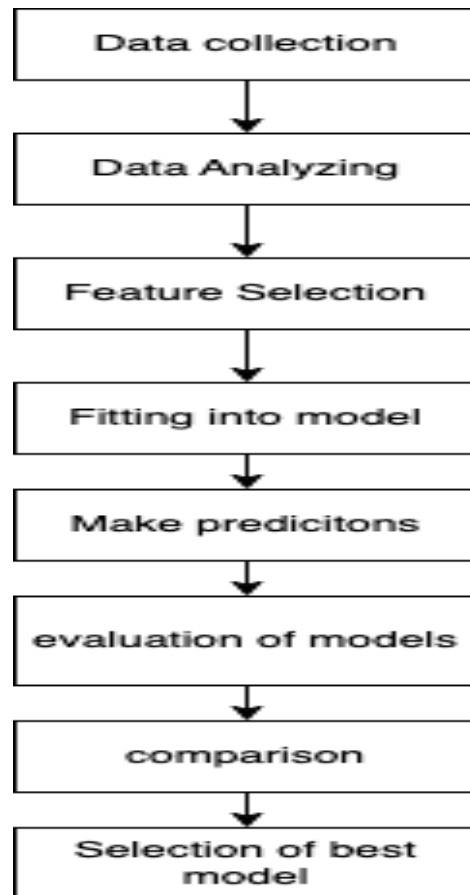 Data collection
Data Analyzing
Feature Selection
Fitting into model
Make predicitons
evaluation of models
comparison
Selection of best
model